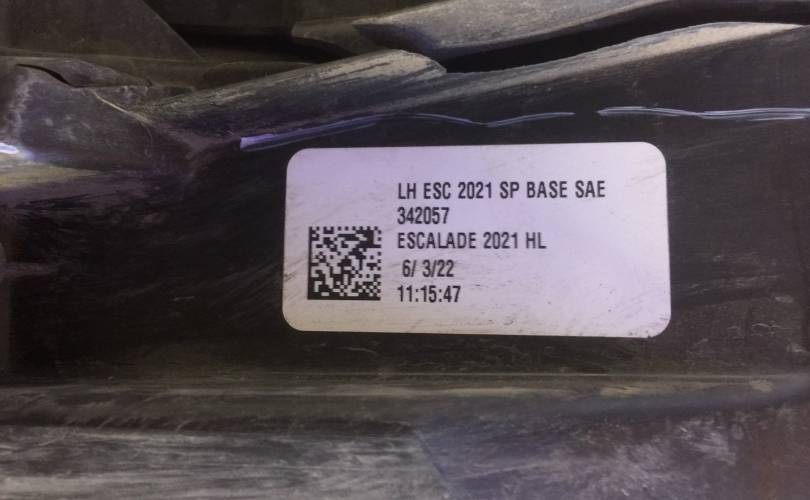 LH ESC 2021 SP BASE SAE
342057
ESCALADE 2021 HL
6/ 3/22
11:15:47